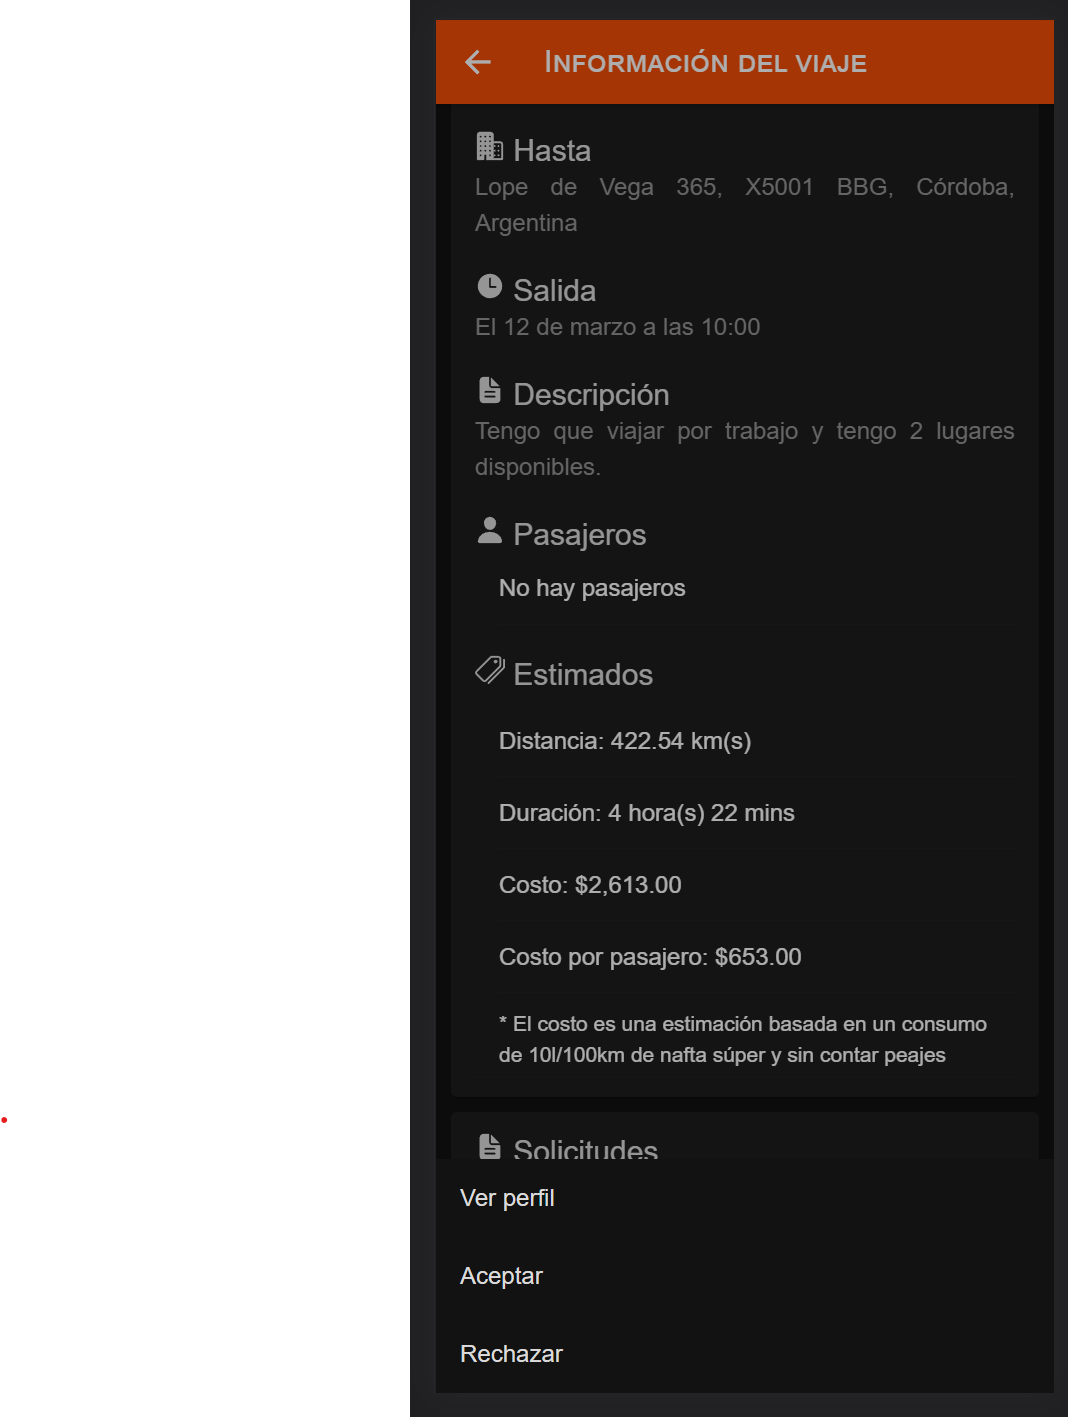 INFORMACIÓN DEL VIAJE
Hasta
Lope de Vega 365, X5001 BBG, Córdoba,
Argentina
Salida
El 12 de marzo a las 10:00
Descripción
Tengo que viajar por trabajo y tengo 2 lugares
disponibles.
Pasajeros
No hay pasajeros
Estimados
Distancia: 422.54 km(s)
Duración: 4 hora(s) 22 mins
Costo: $2,613.00
Costo por pasajero: $653.00
* El costo es una estimación basada en un consumo
de 10l/100km de nafta súper y sin contar peajes
Solicitudes
Ver perfil
Aceptar
Rechazar